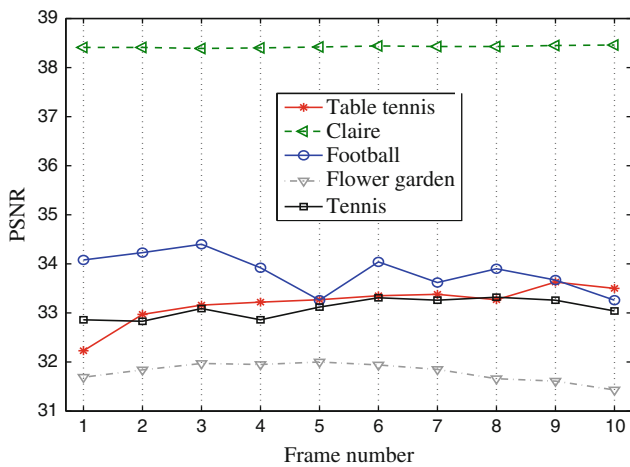 39
38
37
36
35
34
33
32
31
PSNR
Table tennis
Claire
Football
Flower garden
Tennis
1 2 3 4 5 6 7 8 9 10
Frame number